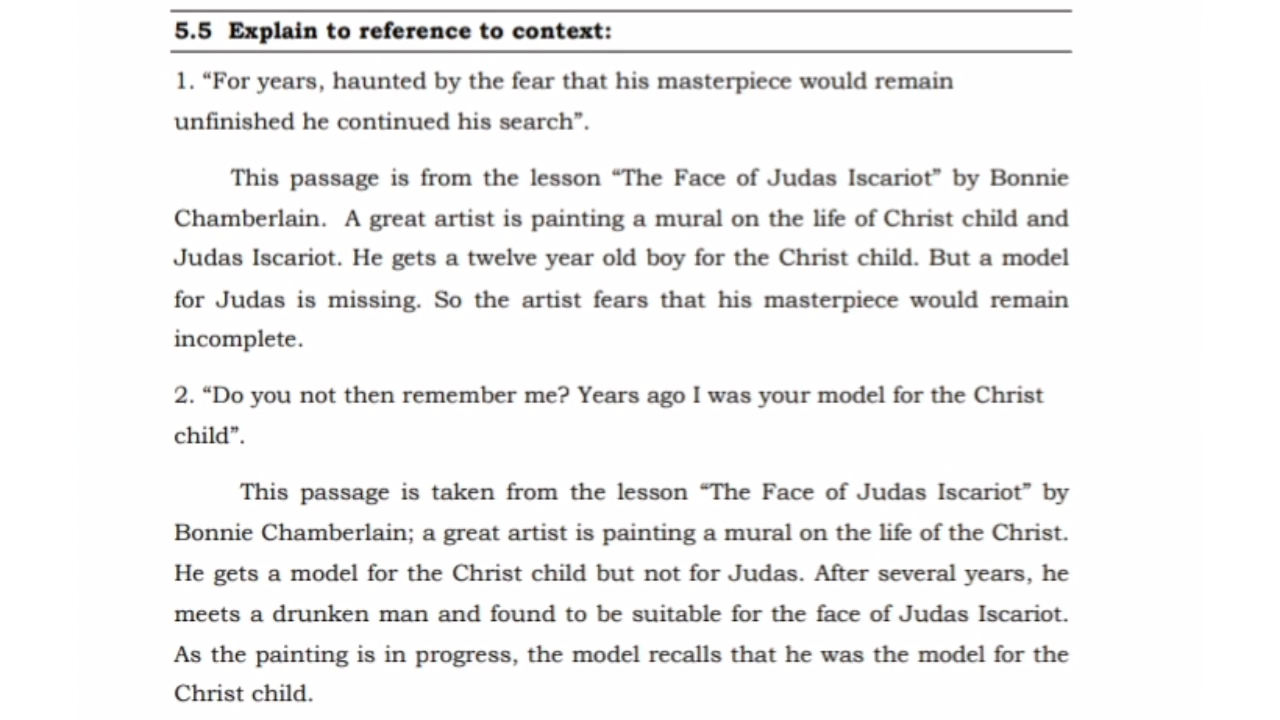 5.5 Explain to reference to context:
1. “For years, haunted by the fear that his masterpiece would remain
unfinished he continued his search”.
This passage is from the lesson “The Face of Judas Iscariot” by Bonnie
Chamberlain. A great artist is painting a mural on the life of Christ child and
Judas Iscariot. He gets a twelve year old boy for the Christ child. But a model
for Judas is missing. So the artist fears that his masterpiece would remain
incomplete.
2. “Do you not then remember me? Years ago I was your model for the Christ
child”.
This passage is taken from the lesson “The Face of Judas Iscariot” by
Bonnie Chamberlain; a great artist is painting a mural on the life of the Christ.
He gets a model for the Christ child but not for Judas. After several years, he
meets a drunken man and found to be suitable for the face of Judas Iscariot.
As the painting is in progress, the model recalls that he was the model for the
Christ child.